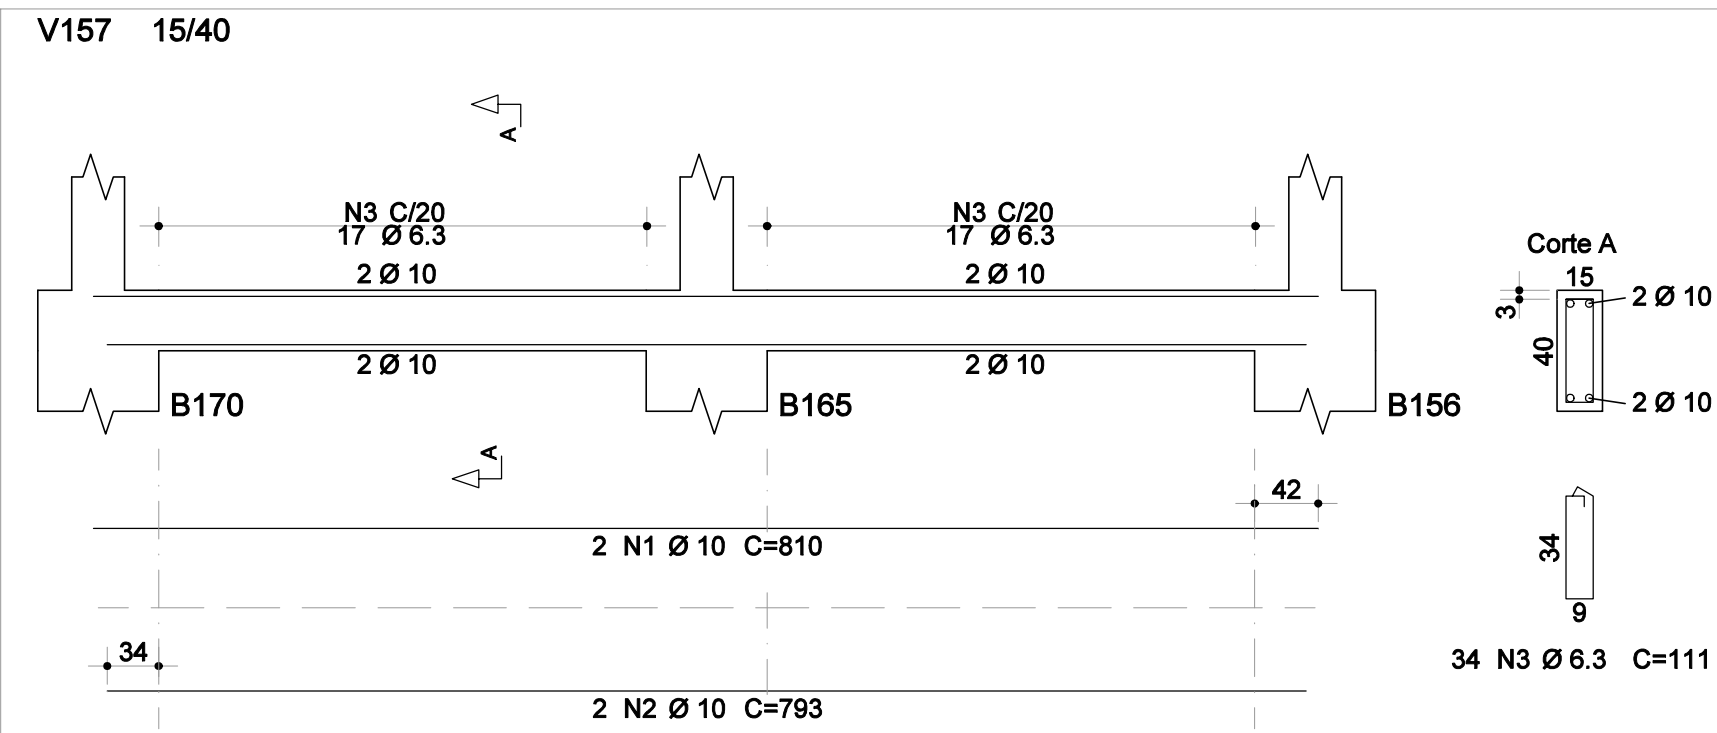 V157 15/40
A
N3 C/20
17 Ø 6.3
2 Ø 10
N3 C/20
17 Ø 6.3
2 Ø 10
Corte A
15
3
40
2 Ø 10
2 Ø 10
2 Ø 10
2 Ø 10
B170
B165
B156
A
42
2 N1 Ø 10 C=810
34
9
34 N3 Ø 6.3 C=111
34
2 N2 Ø 10 C=793